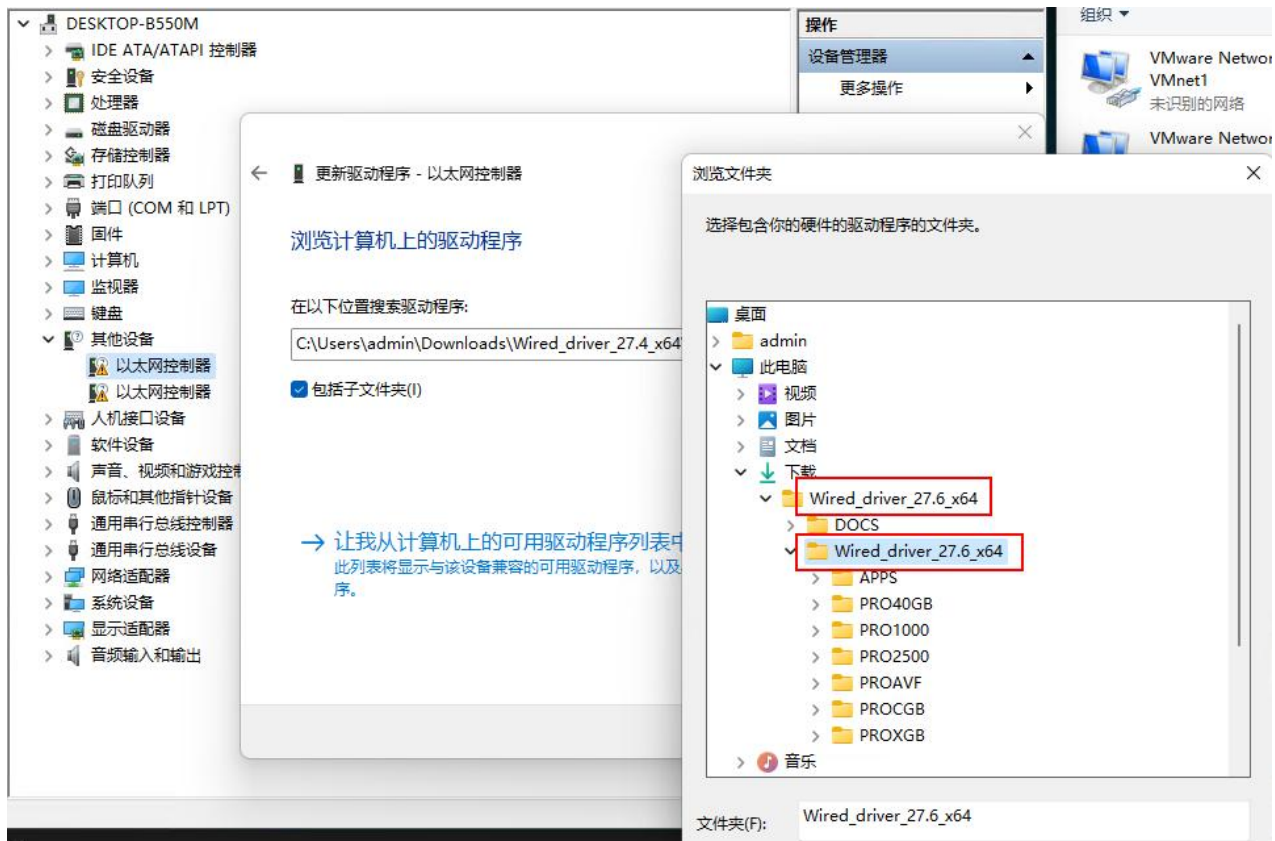 DESKTOP-B550M
IDE ATA/ATAPI 控制器
安全设备
处理器
磁盘驱动器
存储控制器
打印队列
端口 (COM 和 LPT)
固件
计算机
监视器
键盘
其他设备
以太网控制器
以太网控制器
人机接口设备
软件设备
声音、视频和游戏控制
鼠标和其他指针设备
通用串行总线控制器
通用串行总线设备
网络适配器
系统设备
显示适配器
音频输入和输出
操作
设备管理器
更多操作
组织
VMware Networ
VMnet1
未识别的网络
VMware Networ
更新驱动程序 - 以太网控制器
浏览计算机上的驱动程序
在以下位置搜索驱动程序:
C:\Users\admin\Downloads\Wired_driver_27.4_x64
包括子文件夹(I)
让我从计算机上的可用驱动程序列表中
此列表将显示与该设备兼容的可用驱动程序，以及
序。
浏览文件夹
选择包含你的硬件的驱动程序的文件夹。
桌面
admin
此电脑
视频
图片
文档
下载
Wired_driver_27.6_x64
DOCS
Wired_driver_27.6_x64
APPS
PRO40GB
PRO1000
PRO2500
PROAVF
PROCGB
PROXGB
音乐
文件夹(F):
Wired_driver_27.6_x64